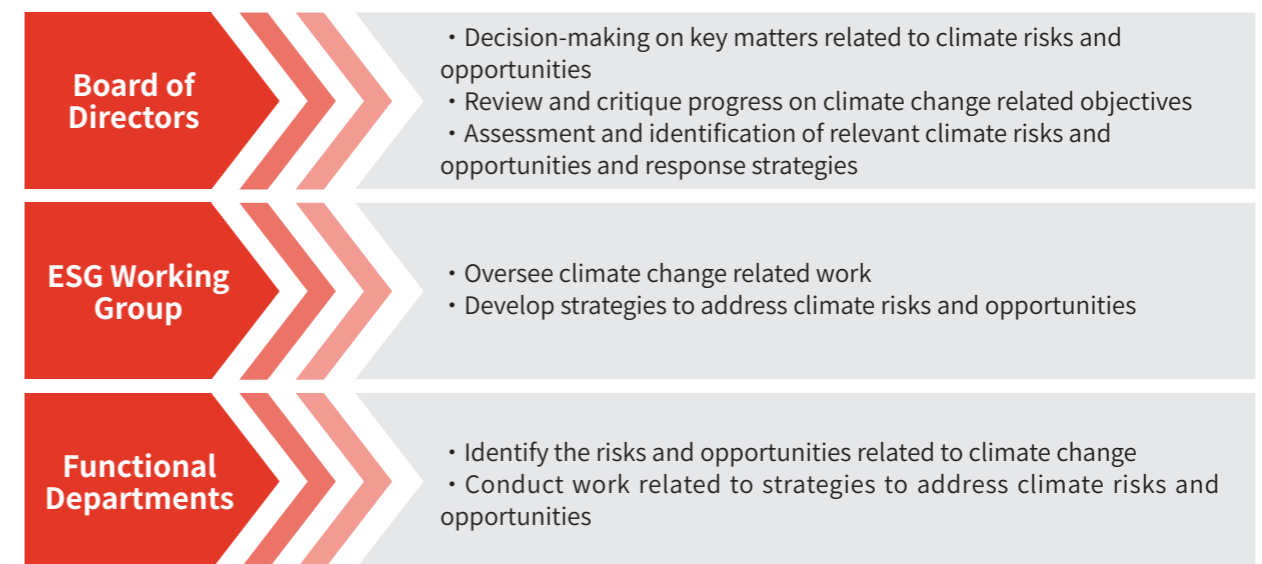 Board of
Directors
・Decision-making on key matters related to climate risks and
opportunities
・Review and critique progress on climate change related objectives
・Assessment and identification of relevant climate risks and
opportunities and response strategies
ESG Working
Group
・Oversee climate change related work
・Develop strategies to address climate risks and opportunities
Functional
Departments
・Identify the risks and opportunities related to climate change
・Conduct work related to strategies to address climate risks and
opportunities